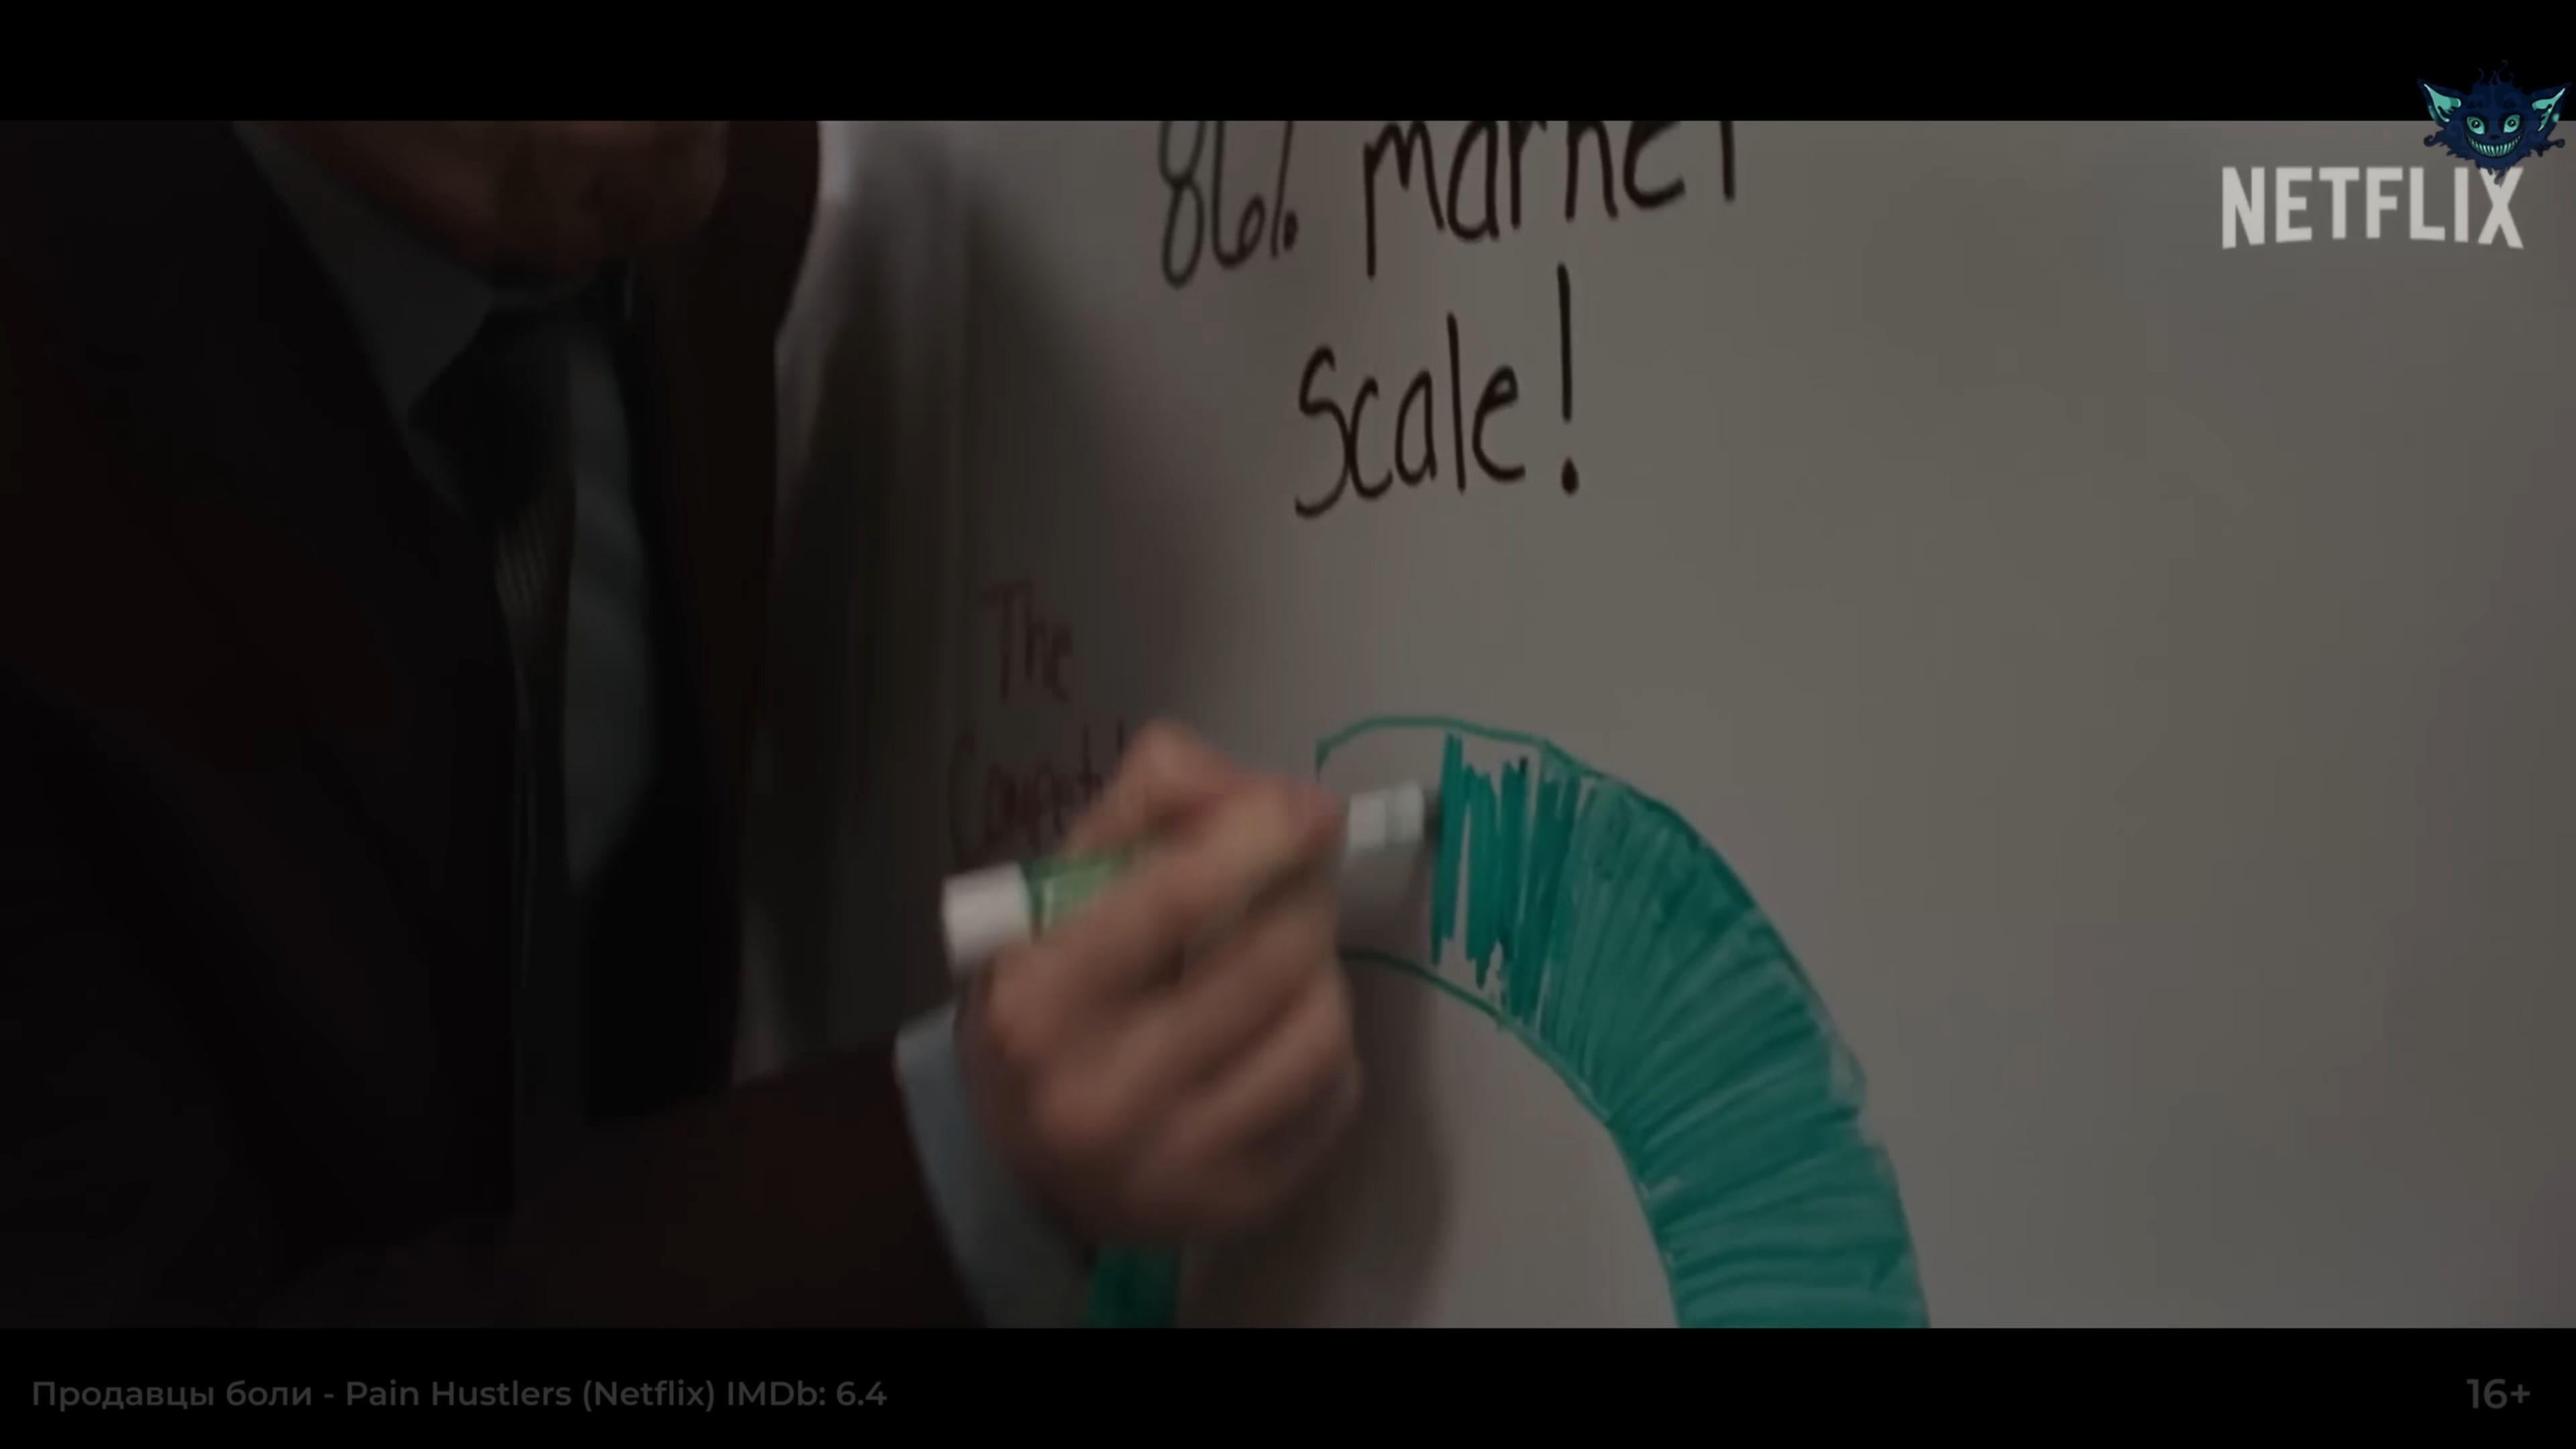 86% market
NETFLIX
Scale!
The
Продавцы боли - Pain Hustlers (Netflix) IMDb: 6.4
16+